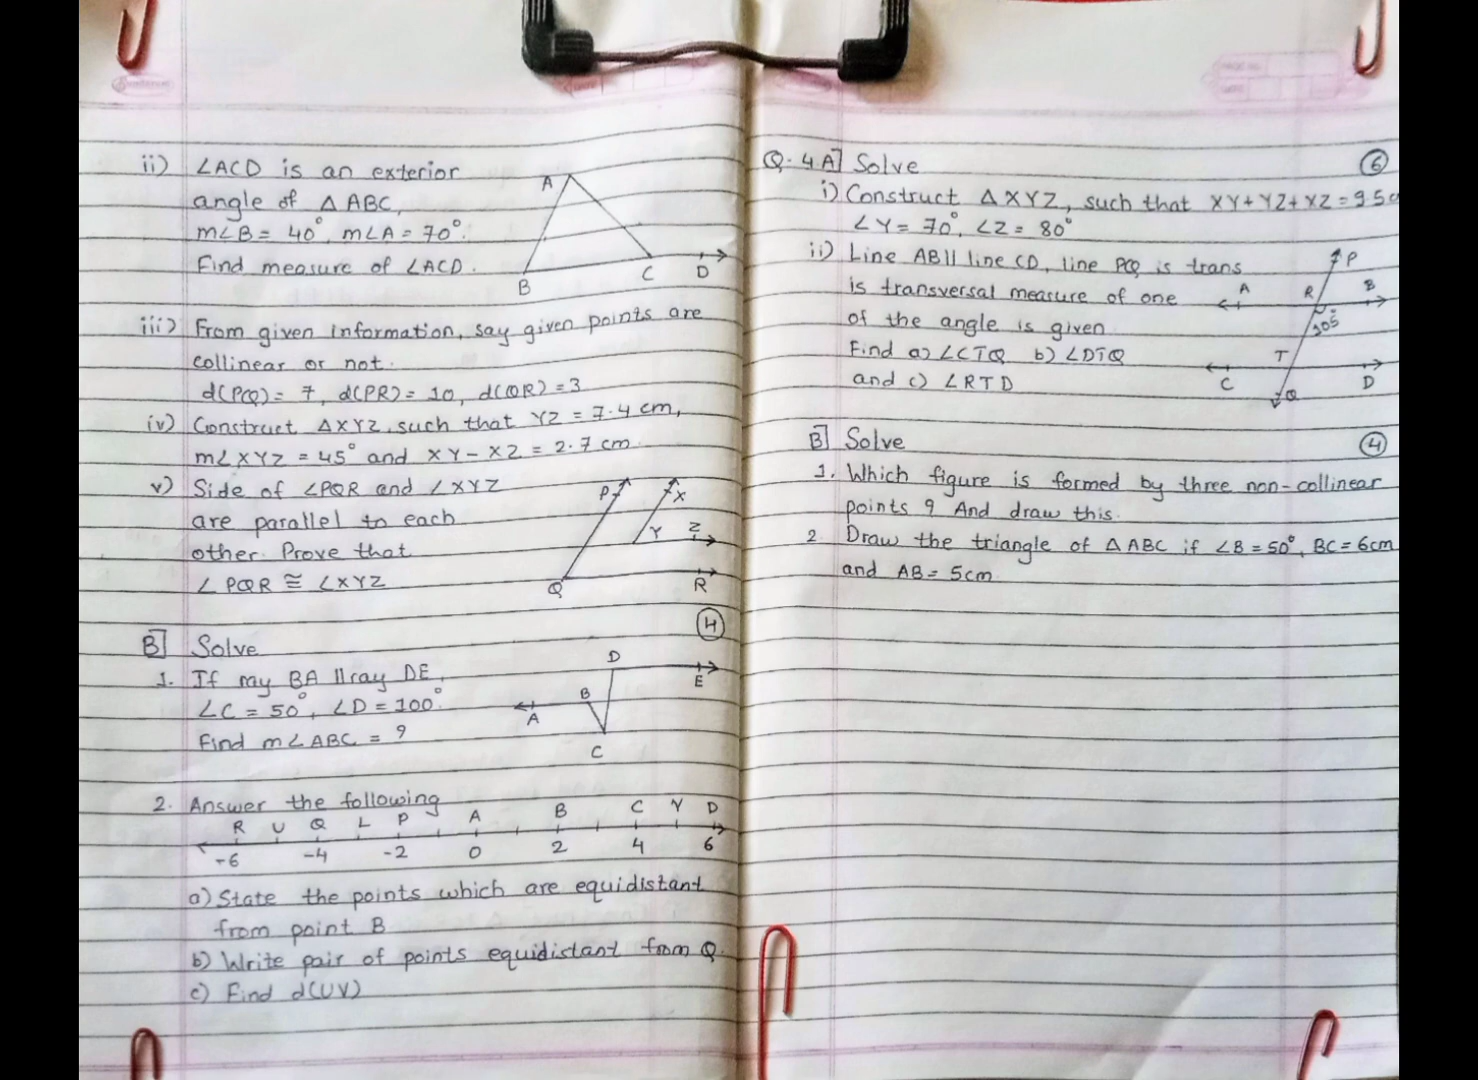 ii) ∠ACD is an exterior
angle of △ABC,
m∠B = 40°, m∠A = 70°.
Find measure of ∠ACD.
A
B
C
D
iii) From given information, say given points are
collinear or not.
d(PQ) = 7, d(PR) = 10, d(QR) = 3
iv) Construct △XYZ, such that YZ = 7.4 cm,
m∠XYZ = 45° and XY - XZ = 2.7 cm.
v) Side of ∠PQR and ∠XYZ
are parallel to each
other. Prove that
∠PQR ≅ ∠XYZ
P
X
Y
Z
Q
R
B] Solve
4
1. If my BA || ray DE,
∠C = 50°, ∠D = 100°.
Find m∠ABC = ?
D
E
B
A
C
2. Answer the following
R U Q L P A B C V D
-6 -4 -2 0 2 4 6
a) State the points which are equidistant
from point B
b) Write pair of points equidistant from Q.
c) Find d(UV)
Q. 4. A] Solve
6
i) Construct △XYZ, such that XY + YZ + XZ = 9.5
∠Y = 70°, ∠Z = 80°
ii) Line AB || line CD, line PQ is trans
is transversal measure of one
of the angle is given
Find a) ∠CTQ b) ∠DTQ
and c) ∠RTD
P
A
R
B
105°
T
C
D
Q
B] Solve
4
1. Which figure is formed by three non-collinear
points ? And draw this.
2. Draw the triangle of △ABC if ∠B = 50°, BC = 6cm
and AB = 5cm